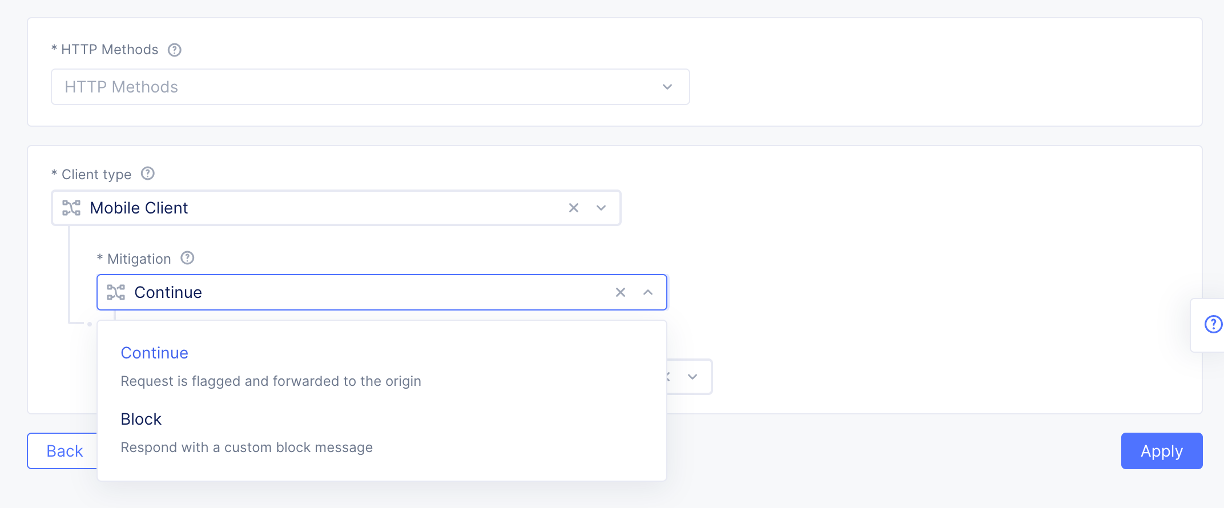 * HTTP Methods
HTTP Methods
* Client type
Mobile Client
* Mitigation
Continue
Continue
Request is flagged and forwarded to the origin
Block
Respond with a custom block message
Back
Apply